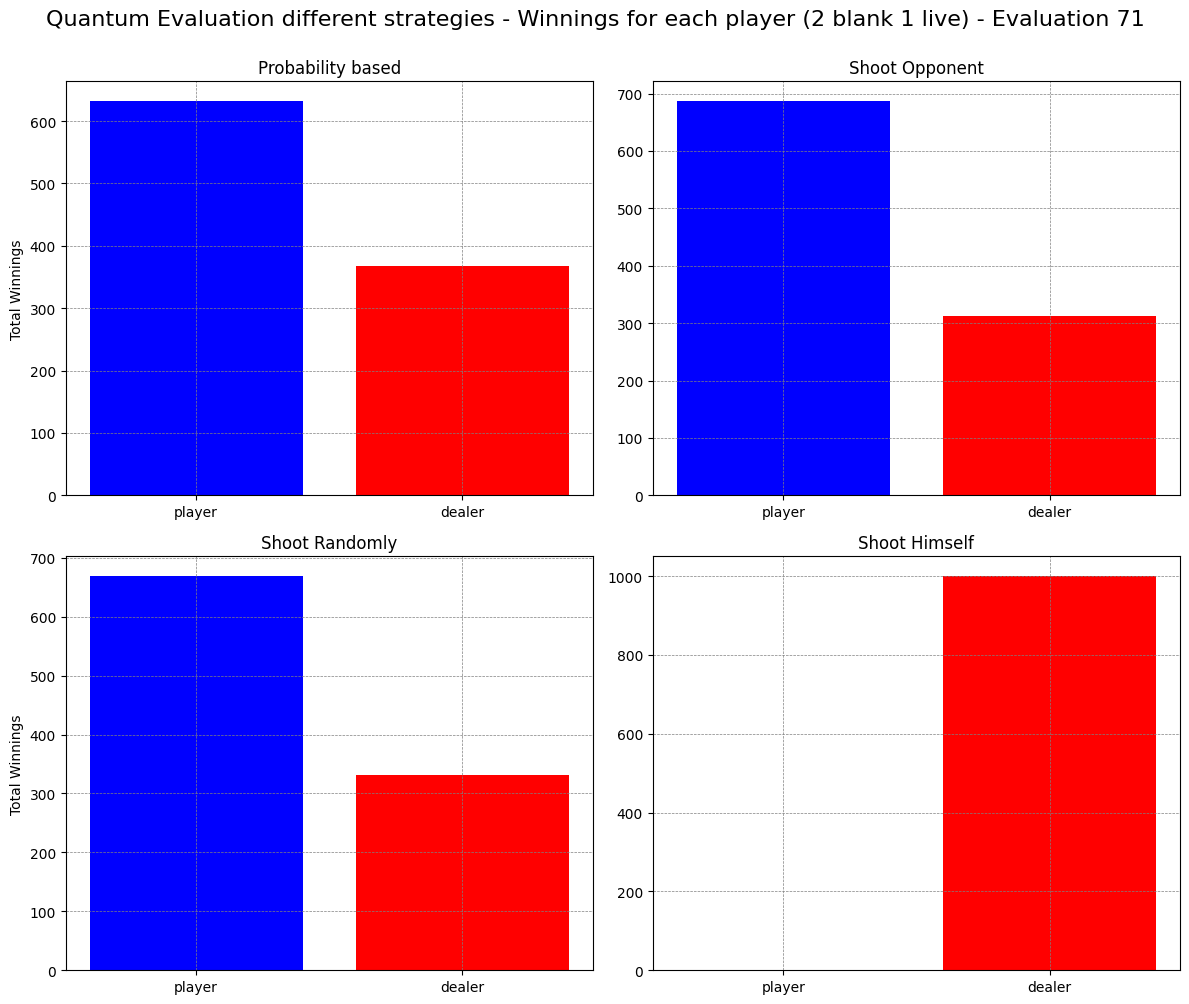 Quantum Evaluation different strategies - Winnings for each player (2 blank 1 live) - Evaluation 71
Probability based
Total Winnings
600
500
400
300
200
100
0
player
dealer
Shoot Opponent
700
600
500
400
300
200
100
0
player
dealer
Shoot Randomly
Total Winnings
700
600
500
400
300
200
100
0
player
dealer
Shoot Himself
1000
800
600
400
200
0
player
dealer